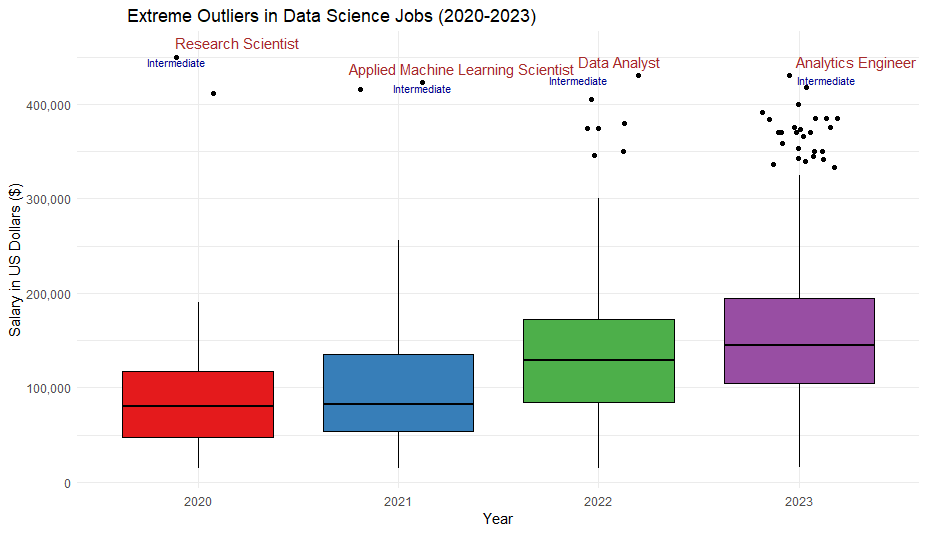 Extreme Outliers in Data Science Jobs (2020-2023)
Research Scientist
Intermediate
Applied Machine Learning Scientist
Intermediate
Data Analyst
Intermediate
Analytics Engineer
Intermediate
Salary in US Dollars ($)
400,000
300,000
200,000
100,000
0
2020
2021
2022
2023
Year